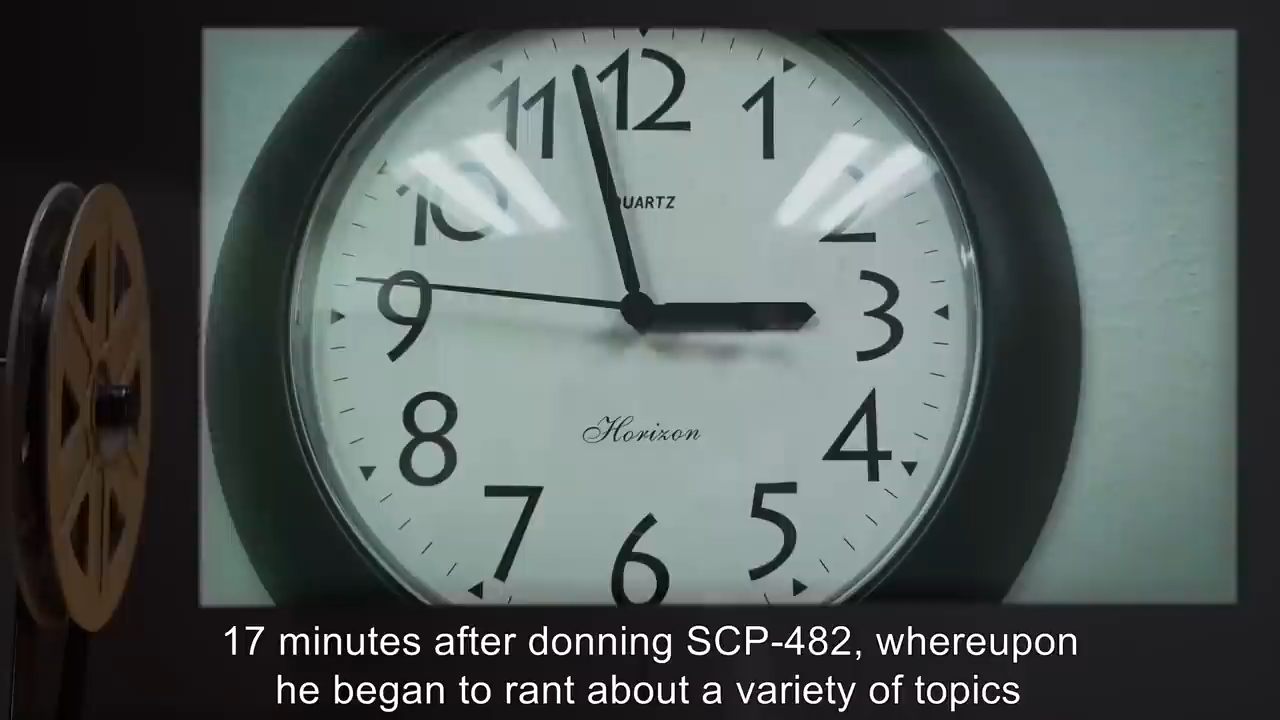 11 12 1
10 QUARTZ 2
9 3
8 Horizon 4
7 6 5
17 minutes after donning SCP-482, whereupon
he began to rant about a variety of topics